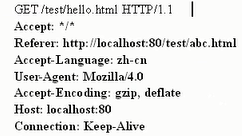 GET /test/hello.html HTTP/1.1
Accept: */*
Referer: http://localhost:80/test/abc.html
Accept-Language: zh-cn
User-Agent: Mozilla/4.0
Accept-Encoding: gzip, deflate
Host: localhost:80
Connection: Keep-Alive